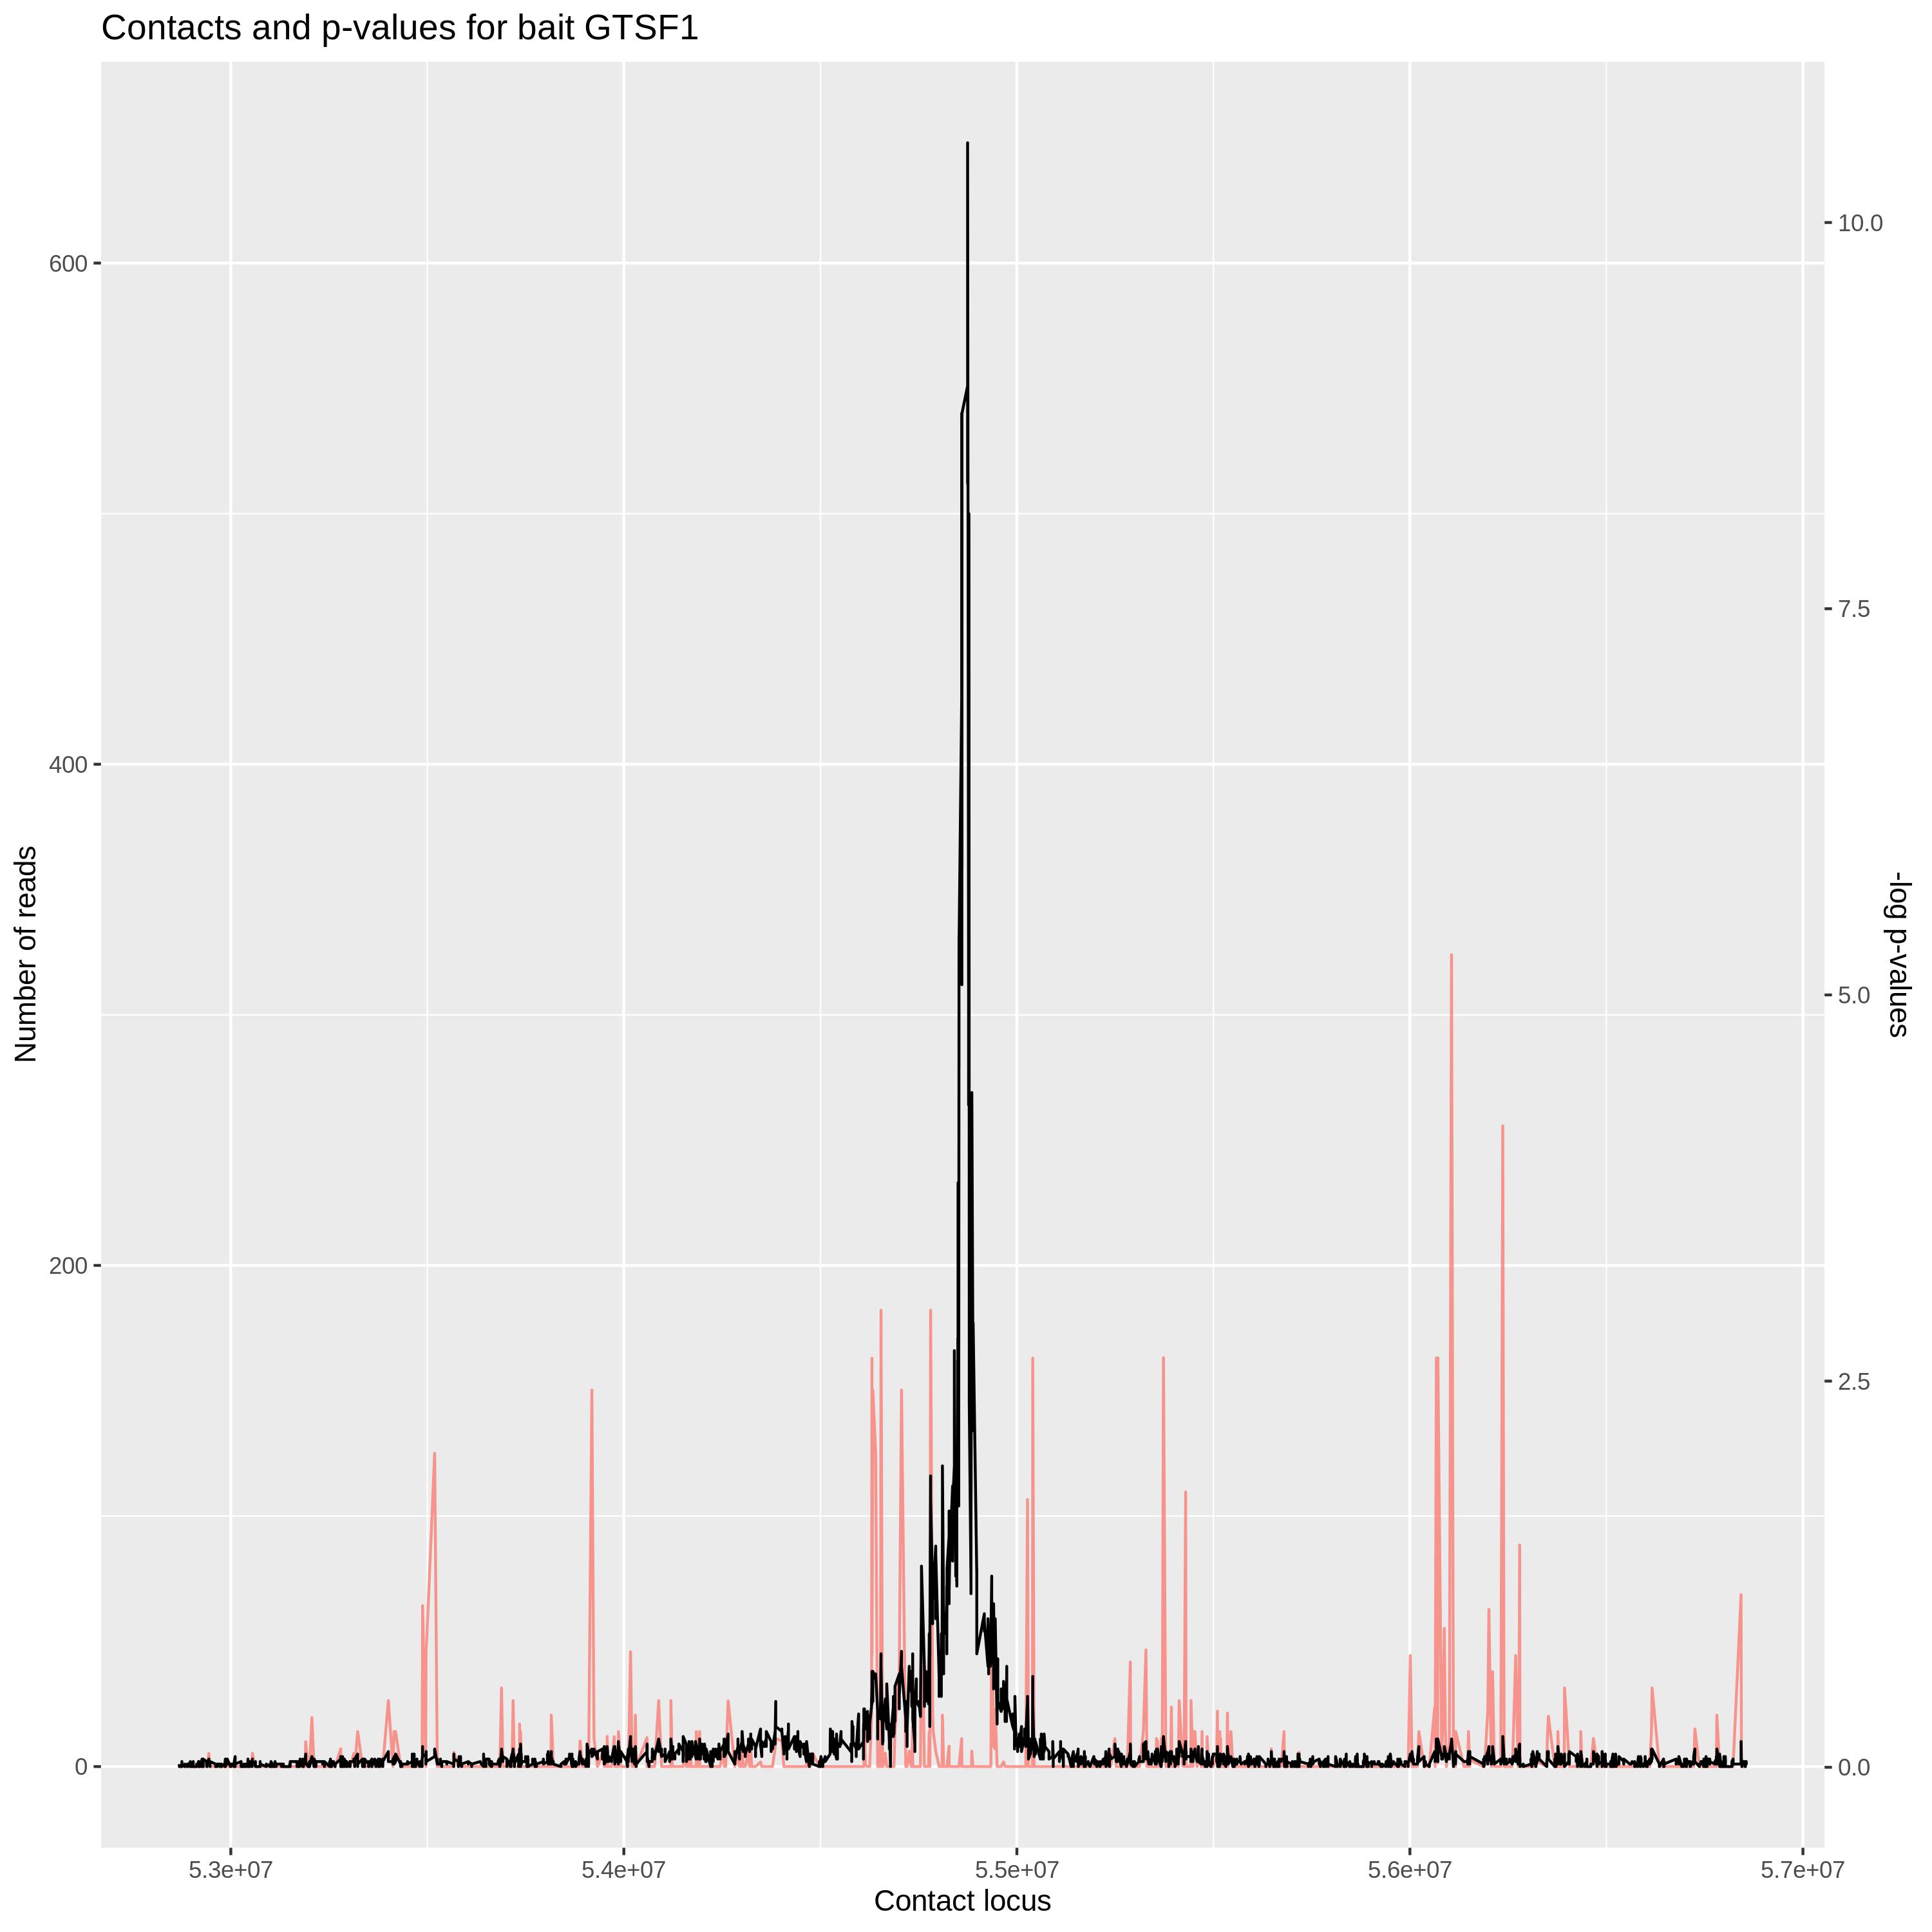 Contacts and p-values for bait GTSF1
Number of reads
600
400
200
0
10.0
7.5
5.0
2.5
0.0
-log p-values
5.3e+07
5.4e+07
5.5e+07
5.6e+07
5.7e+07
Contact locus